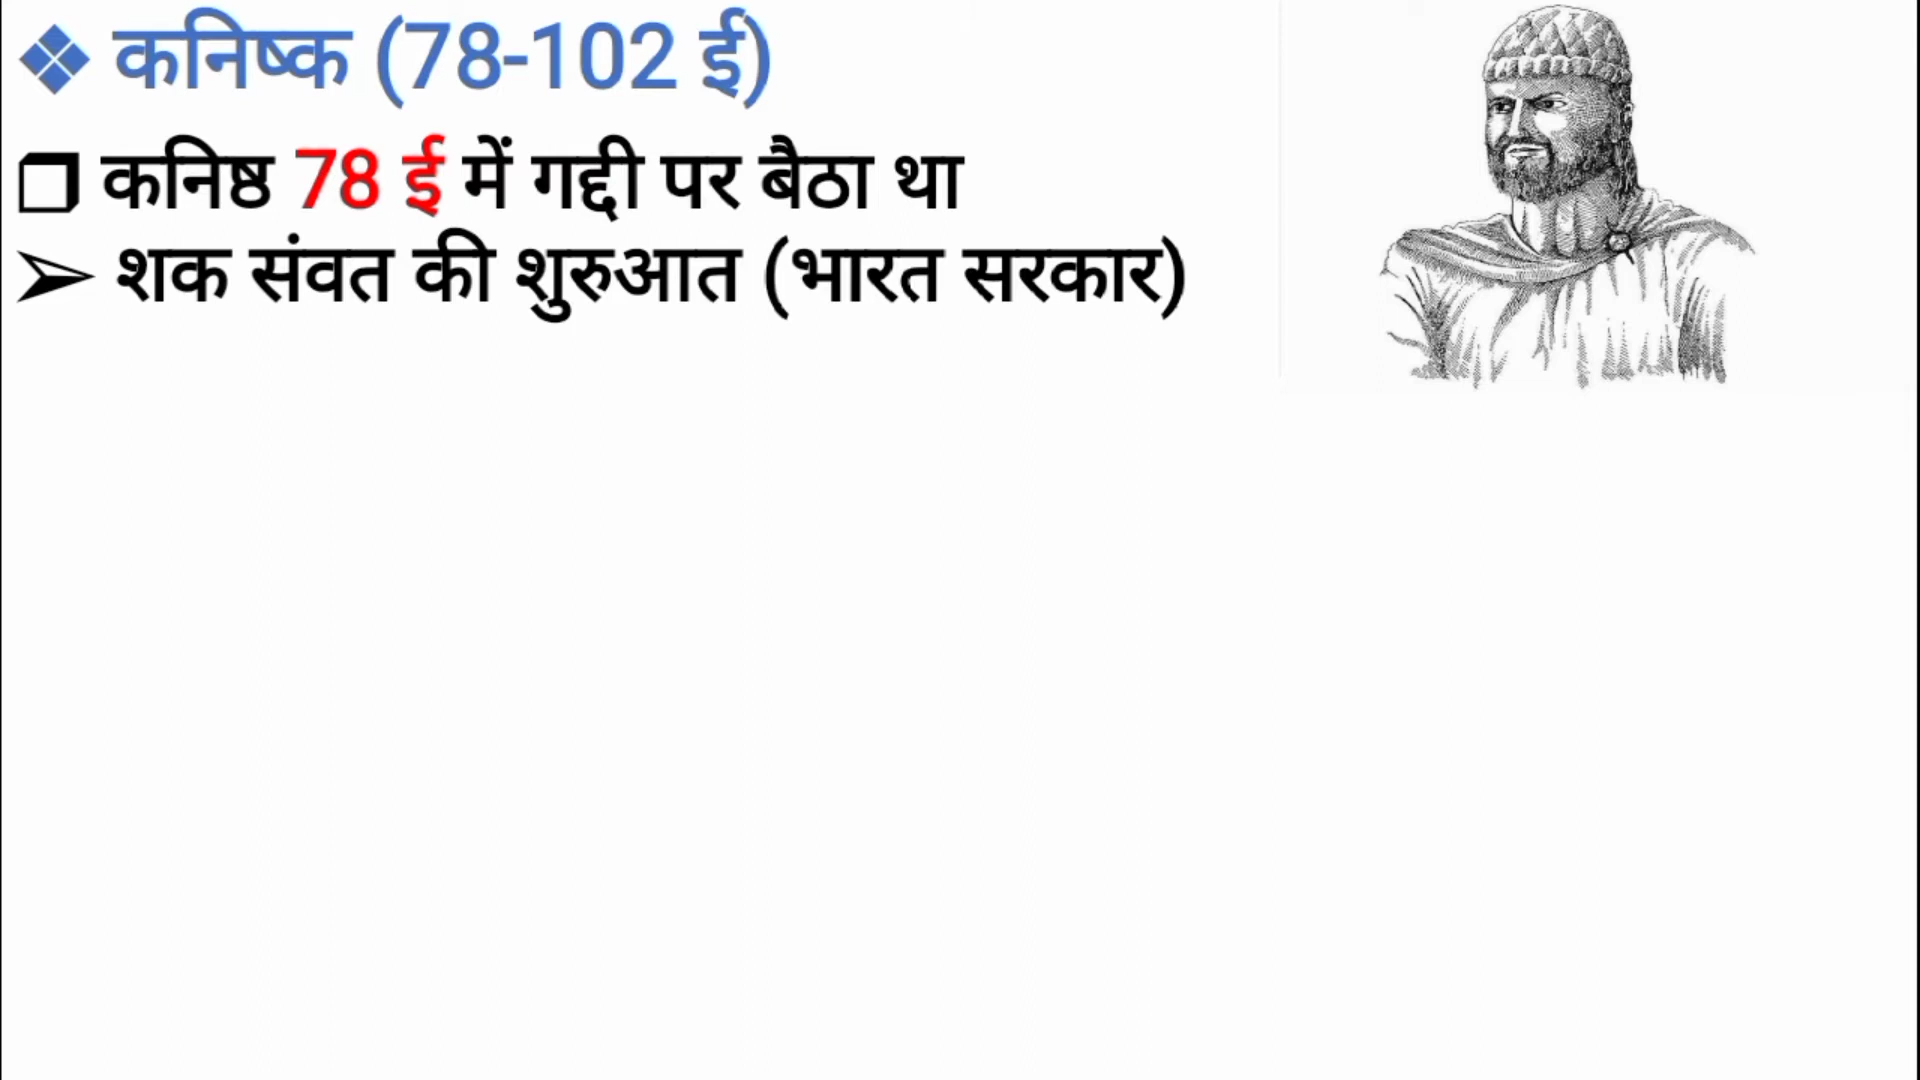 ❖ कनिष्क (78-102 ई)
❒ कनिष्ठ 78 ई में गद्दी पर बैठा था
➢ शक संवत की शुरुआत (भारत सरकार)